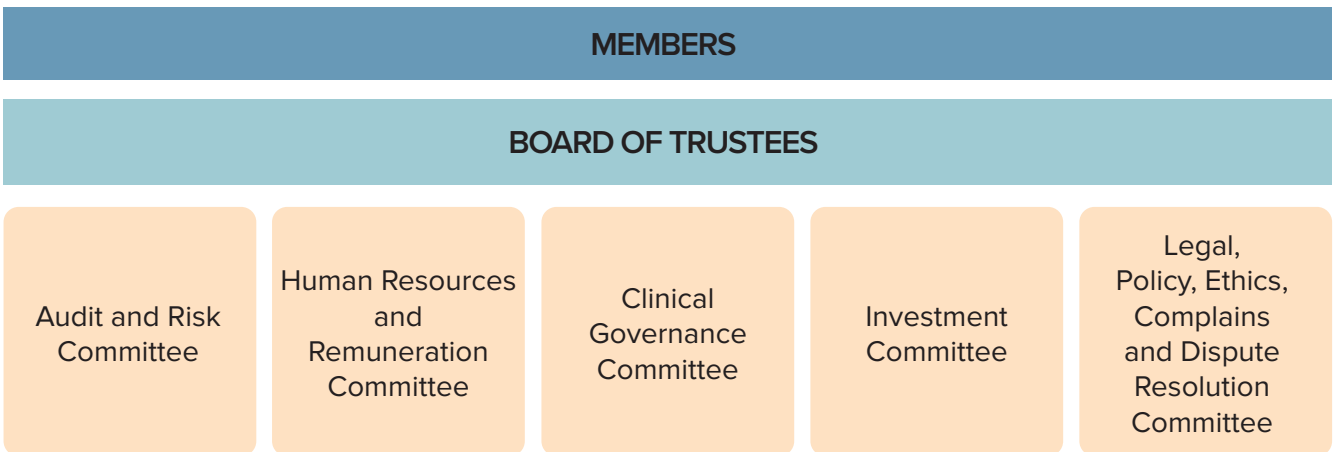 MEMBERS
BOARD OF TRUSTEES
Audit and Risk
Committee
Human Resources
and
Remuneration
Committee
Clinical
Governance
Committee
Investment
Committee
Legal,
Policy, Ethics,
Complains
and Dispute
Resolution
Committee